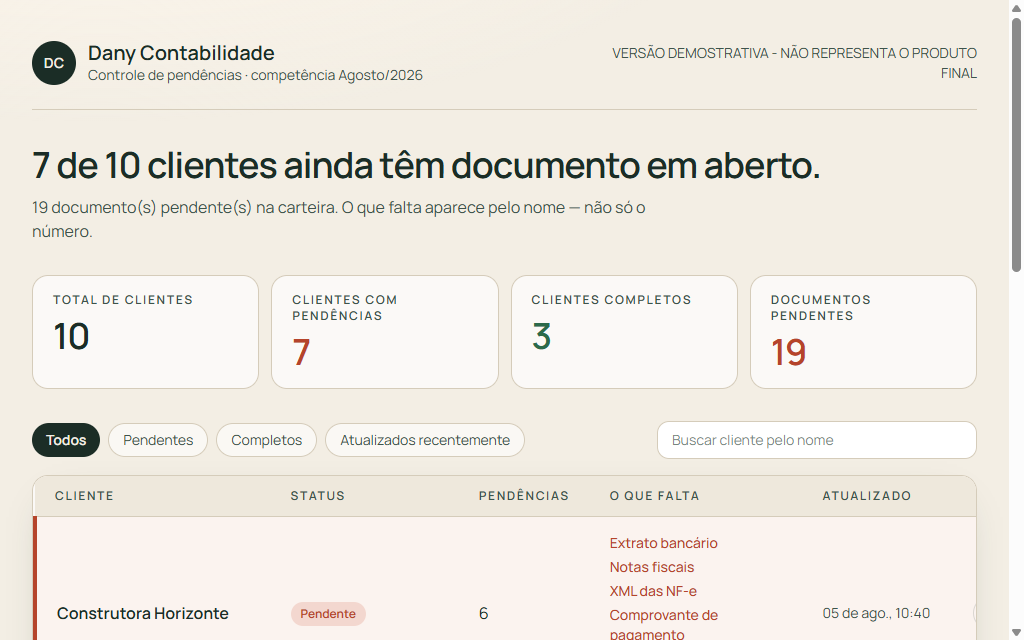 DC
Dany Contabilidade
Controle de pendências · competência Agosto/2026
VERSÃO DEMOSTRATIVA - NÃO REPRESENTA O PRODUTO
FINAL
7 de 10 clientes ainda têm documento em aberto.
19 documento(s) pendente(s) na carteira. O que falta aparece pelo nome — não só o
número.
TOTAL DE CLIENTES
10
CLIENTES COM
PENDÊNCIAS
7
CLIENTES COMPLETOS
3
DOCUMENTOS
PENDENTES
19
Todos
Pendentes
Completos
Atualizados recentemente
Buscar cliente pelo nome
CLIENTE
STATUS
PENDÊNCIAS
O QUE FALTA
ATUALIZADO
Construtora Horizonte
Pendente
6
Extrato bancário
Notas fiscais
XML das NF-e
Comprovante de
pagamento
05 de ago., 10:40